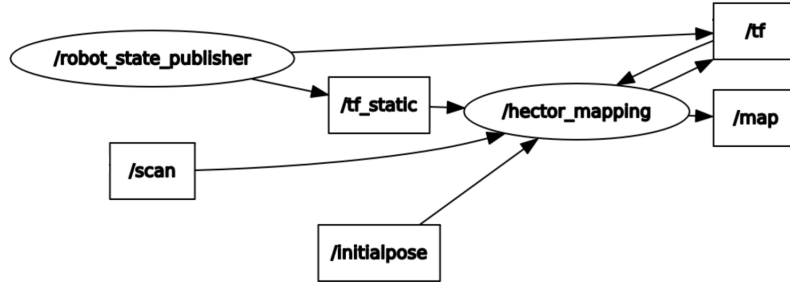 /tf
/robot_state_publisher
/tf_static
/hector_mapping
/map
/scan
/initialpose